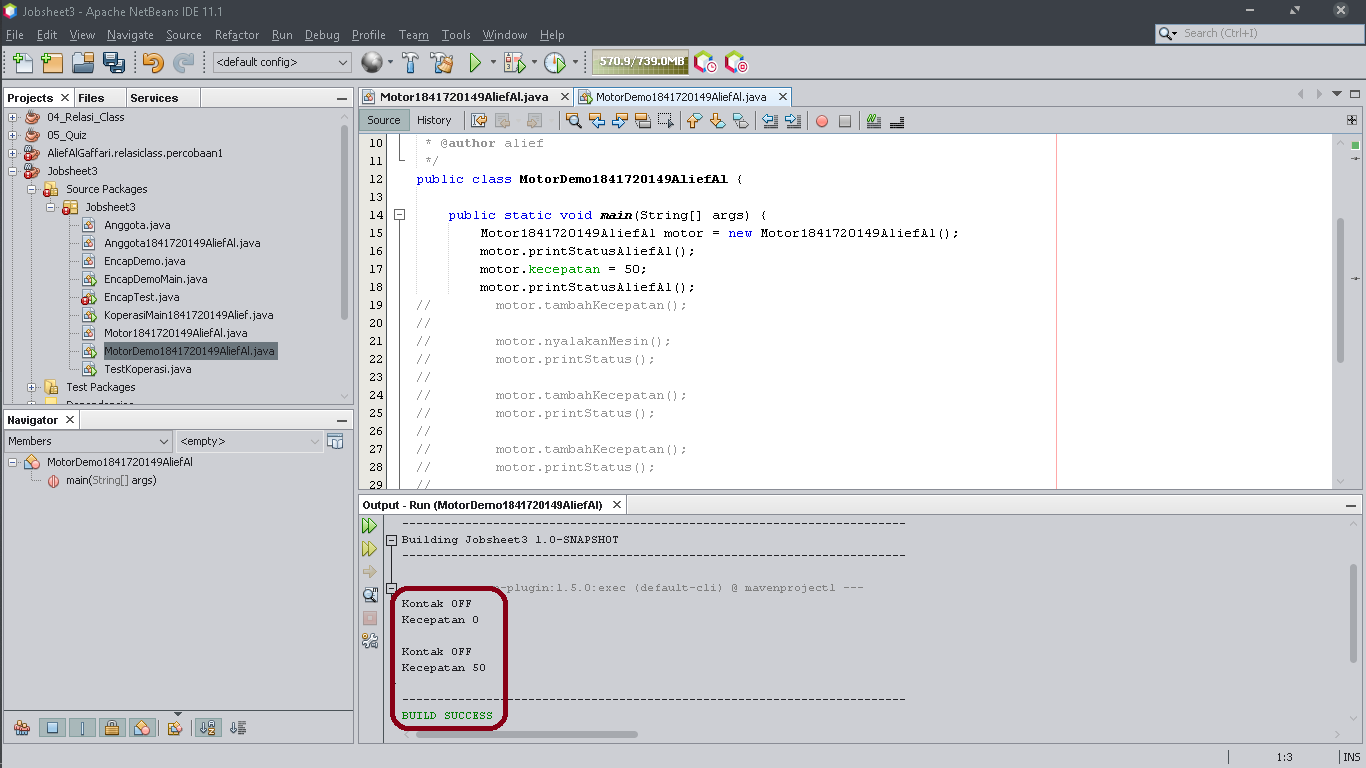 Jobsheet3 - Apache NetBeans IDE 11.1
File Edit View Navigate Source Refactor Run Debug Profile Team Tools Window Help
Search (Ctrl+I)
<default config>
570.9/739.0MB
Projects Files Services
04_Relasi_Class
05_Quiz
AliefAlGaffari.relasiclass.percobaan1
Jobsheet3
Source Packages
Jobsheet3
Anggota.java
Anggota1841720149AliefAl.java
EncapDemo.java
EncapDemoMain.java
EncapTest.java
KoperasiMain1841720149Alief.java
Motor1841720149AliefAl.java
MotorDemo1841720149AliefAl.java
TestKoperasi.java
Test Packages
Dependencies
Navigator
Members <empty>
MotorDemo1841720149AliefAl
main(String[] args)
Motor1841720149AliefAl.java MotorDemo1841720149AliefAl.java
Source History
10 * @author alief
11 */
12 public class MotorDemo1841720149AliefAl {
13
14 public static void main(String[] args) {
15 Motor1841720149AliefAl motor = new Motor1841720149AliefAl();
16 motor.printStatusAliefAl();
17 motor.kecepatan = 50;
18 motor.printStatusAliefAl();
19 // motor.tambahKecepatan();
20 //
21 // motor.nyalakanMesin();
22 // motor.printStatus();
23 //
24 // motor.tambahKecepatan();
25 // motor.printStatus();
26 //
27 // motor.tambahKecepatan();
28 // motor.printStatus();
29 //
Output - Run (MotorDemo1841720149AliefAl)
------------------------------------------------------------------------
Building Jobsheet3 1.0-SNAPSHOT
------------------------------------------------------------------------
-plugin:1.5.0:exec (default-cli) @ mavenproject1 ---
Kontak OFF
Kecepatan 0
Kontak OFF
Kecepatan 50
------------------------------------------------------------------------
BUILD SUCCESS
1:3 INS